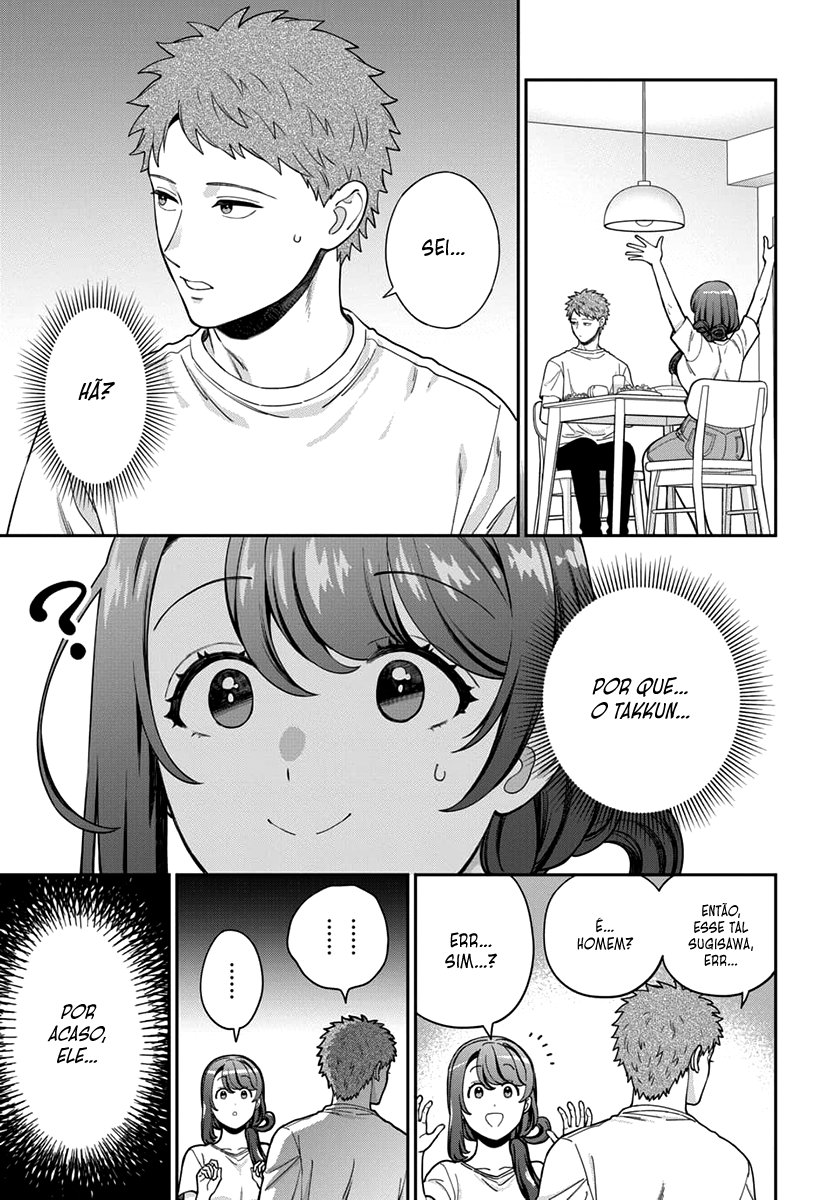 SEI...
HÃ?
?
POR QUE...
O TAKKUN...
ENTÃO,
ESSE TAL
SUGISAWA,
ERR...
É...
HOMEM?
ERR...
SIM...?
......
......
POR
ACASO,
ELE...